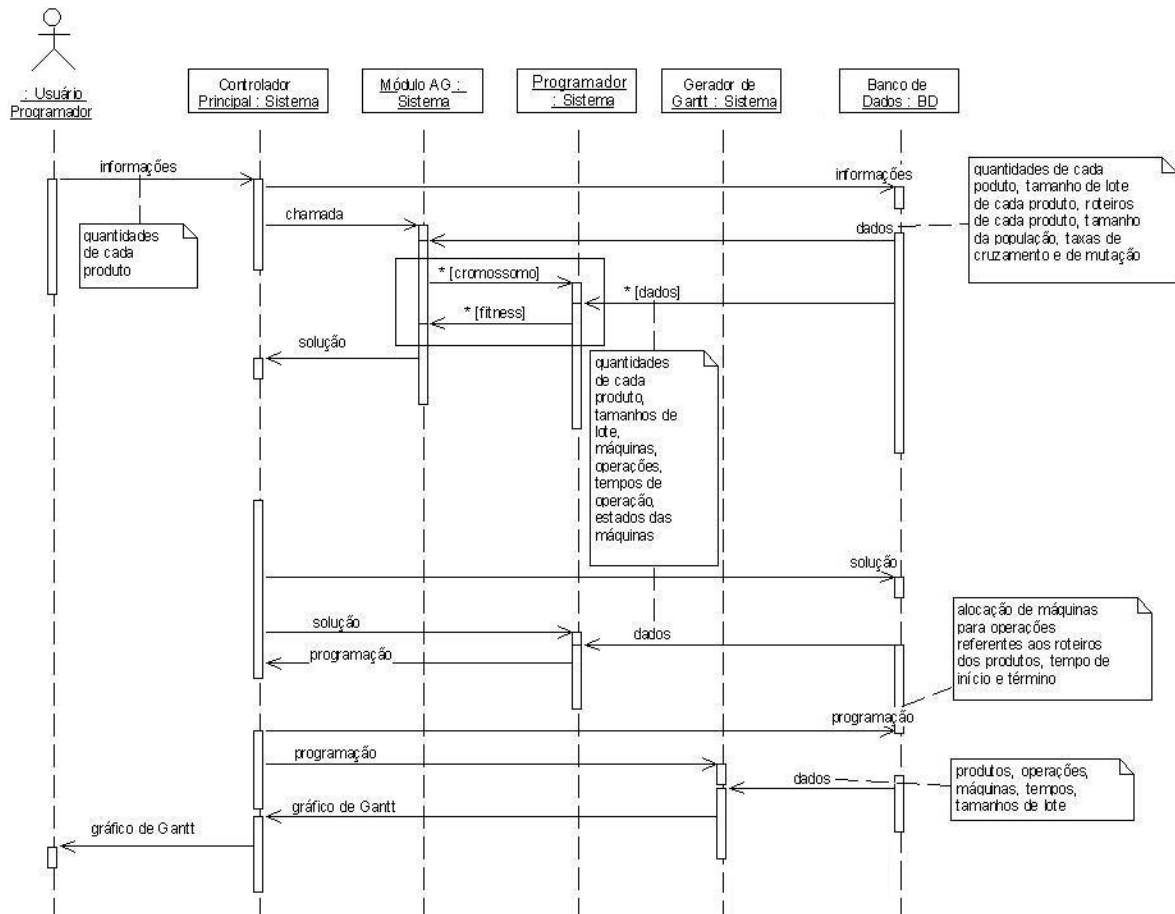 : Usuário
Programador
Controlador
Principal : Sistema
Módulo AG :
Sistema
Programador
: Sistema
Gerador de
Gantt : Sistema
Banco de
Dados : BD
informações
quantidades
de cada
produto
informações
quantidades de cada
poduto, tamanho de lote
de cada produto, roteiros
de cada produto, tamanho
da população, taxas de
cruzamento e de mutação
chamada
dados
* [cromossomo]
* [dados]
* [fitness]
solução
quantidades
de cada
produto,
tamanhos de
lote,
máquinas,
operações,
tempos de
operação,
estados das
máquinas
solução
solução
dados
programação
alocação de máquinas
para operações
referentes aos roteiros
dos produtos, tempo de
início e término
programação
programação
dados
produtos, operações,
máquinas, tempos,
tamanhos de lote
gráfico de Gantt
gráfico de Gantt